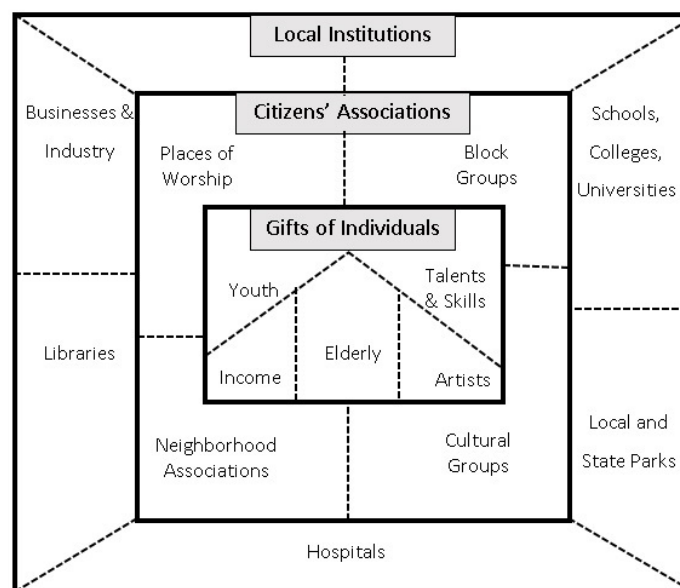 Local Institutions
Businesses &
Industry
Citizens' Associations
Schools,
Colleges,
Universities
Places of
Worship
Block
Groups
Gifts of Individuals
Youth
Talents
& Skills
Libraries
Elderly
Income
Artists
Neighborhood
Associations
Cultural
Groups
Local and
State Parks
Hospitals